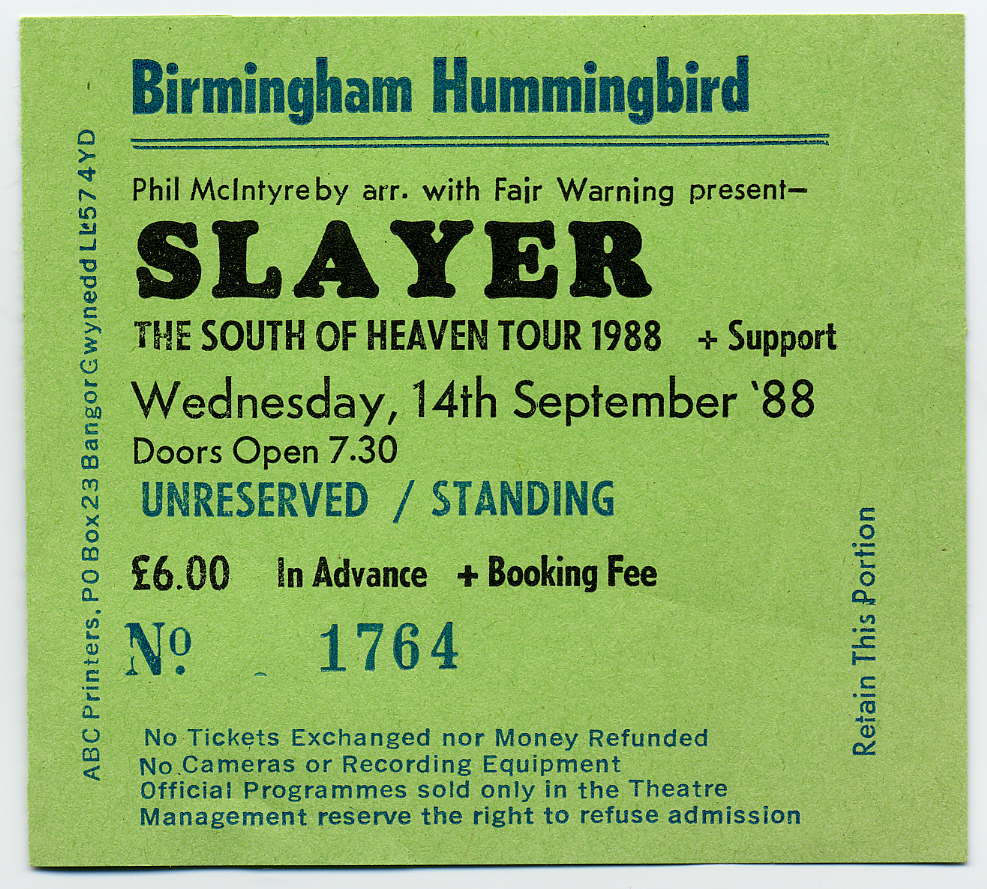 Birmingham Hummingbird
Phil McIntyre by arr. with Fair Warning present–
SLAYER
THE SOUTH OF HEAVEN TOUR 1988 + Support
Wednesday, 14th September '88
Doors Open 7.30
UNRESERVED / STANDING
£6.00 In Advance + Booking Fee
No. 1764
No Tickets Exchanged nor Money Refunded
No Cameras or Recording Equipment
Official Programmes sold only in the Theatre
Management reserve the right to refuse admission
ABC Printers, PO Box 23 Bangor Gwynedd LL57 4YD
Retain This Portion